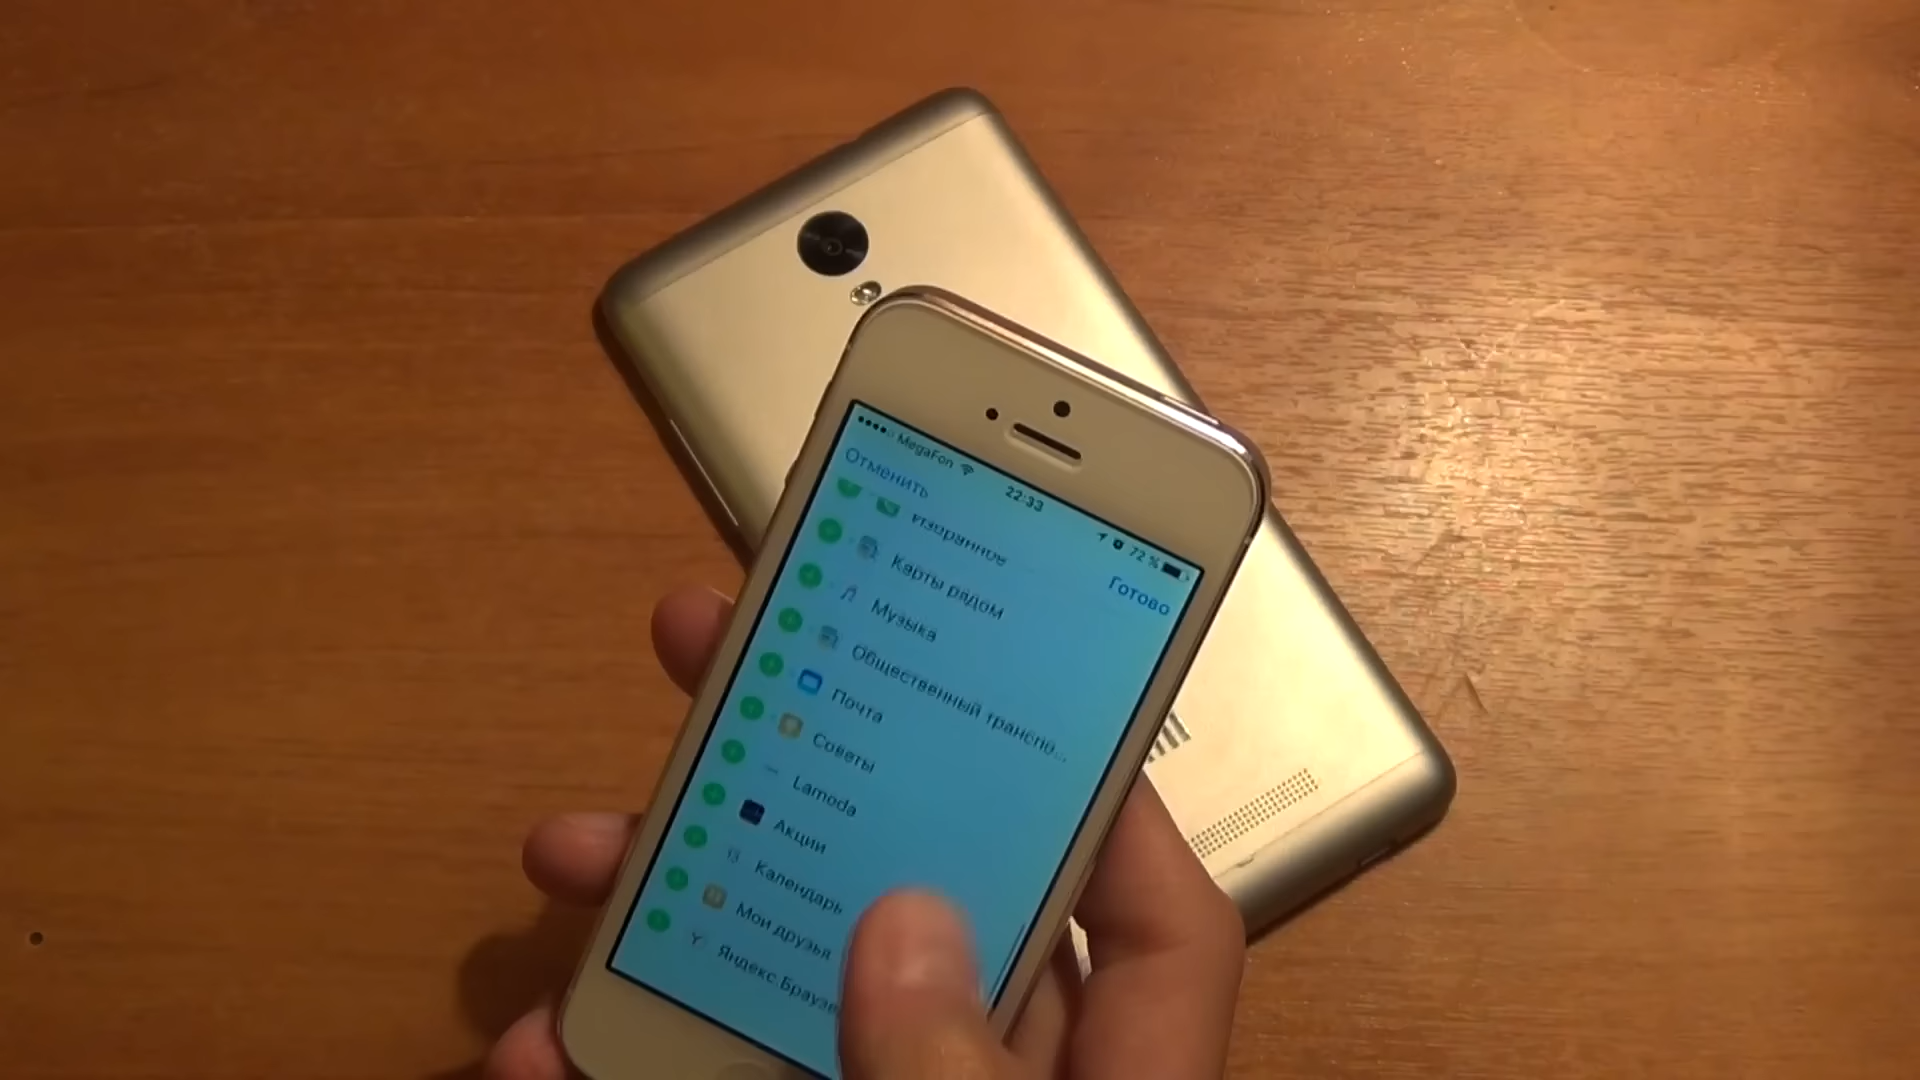 MegaFon
22:33
72 %
Отменить
Готово
Избранное
Карты рядом
Музыка
Общественный транспо...
Почта
Советы
Lamoda
Акции
13 Календарь
Мои друзья
Яндекс.Браузе